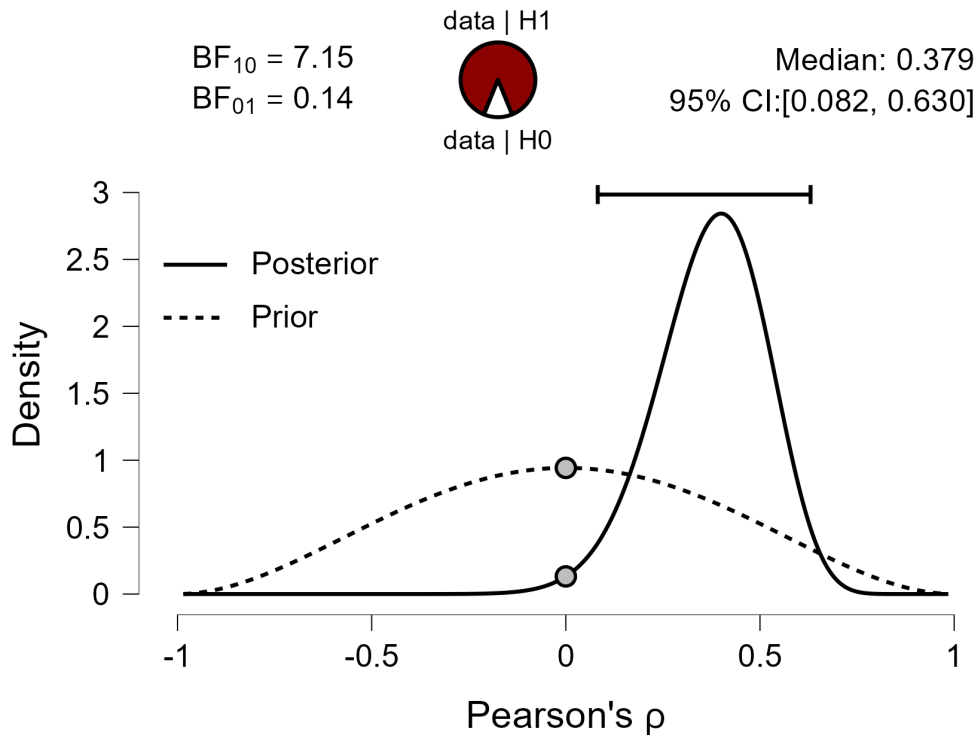 data | H1
BF10 = 7.15
BF01 = 0.14
Median: 0.379
95% CI:[0.082, 0.630]
data | H0
3
2.5
2
1.5
1
0.5
0
Density
Posterior
Prior
-1
-0.5
0
0.5
1
Pearson's ρ